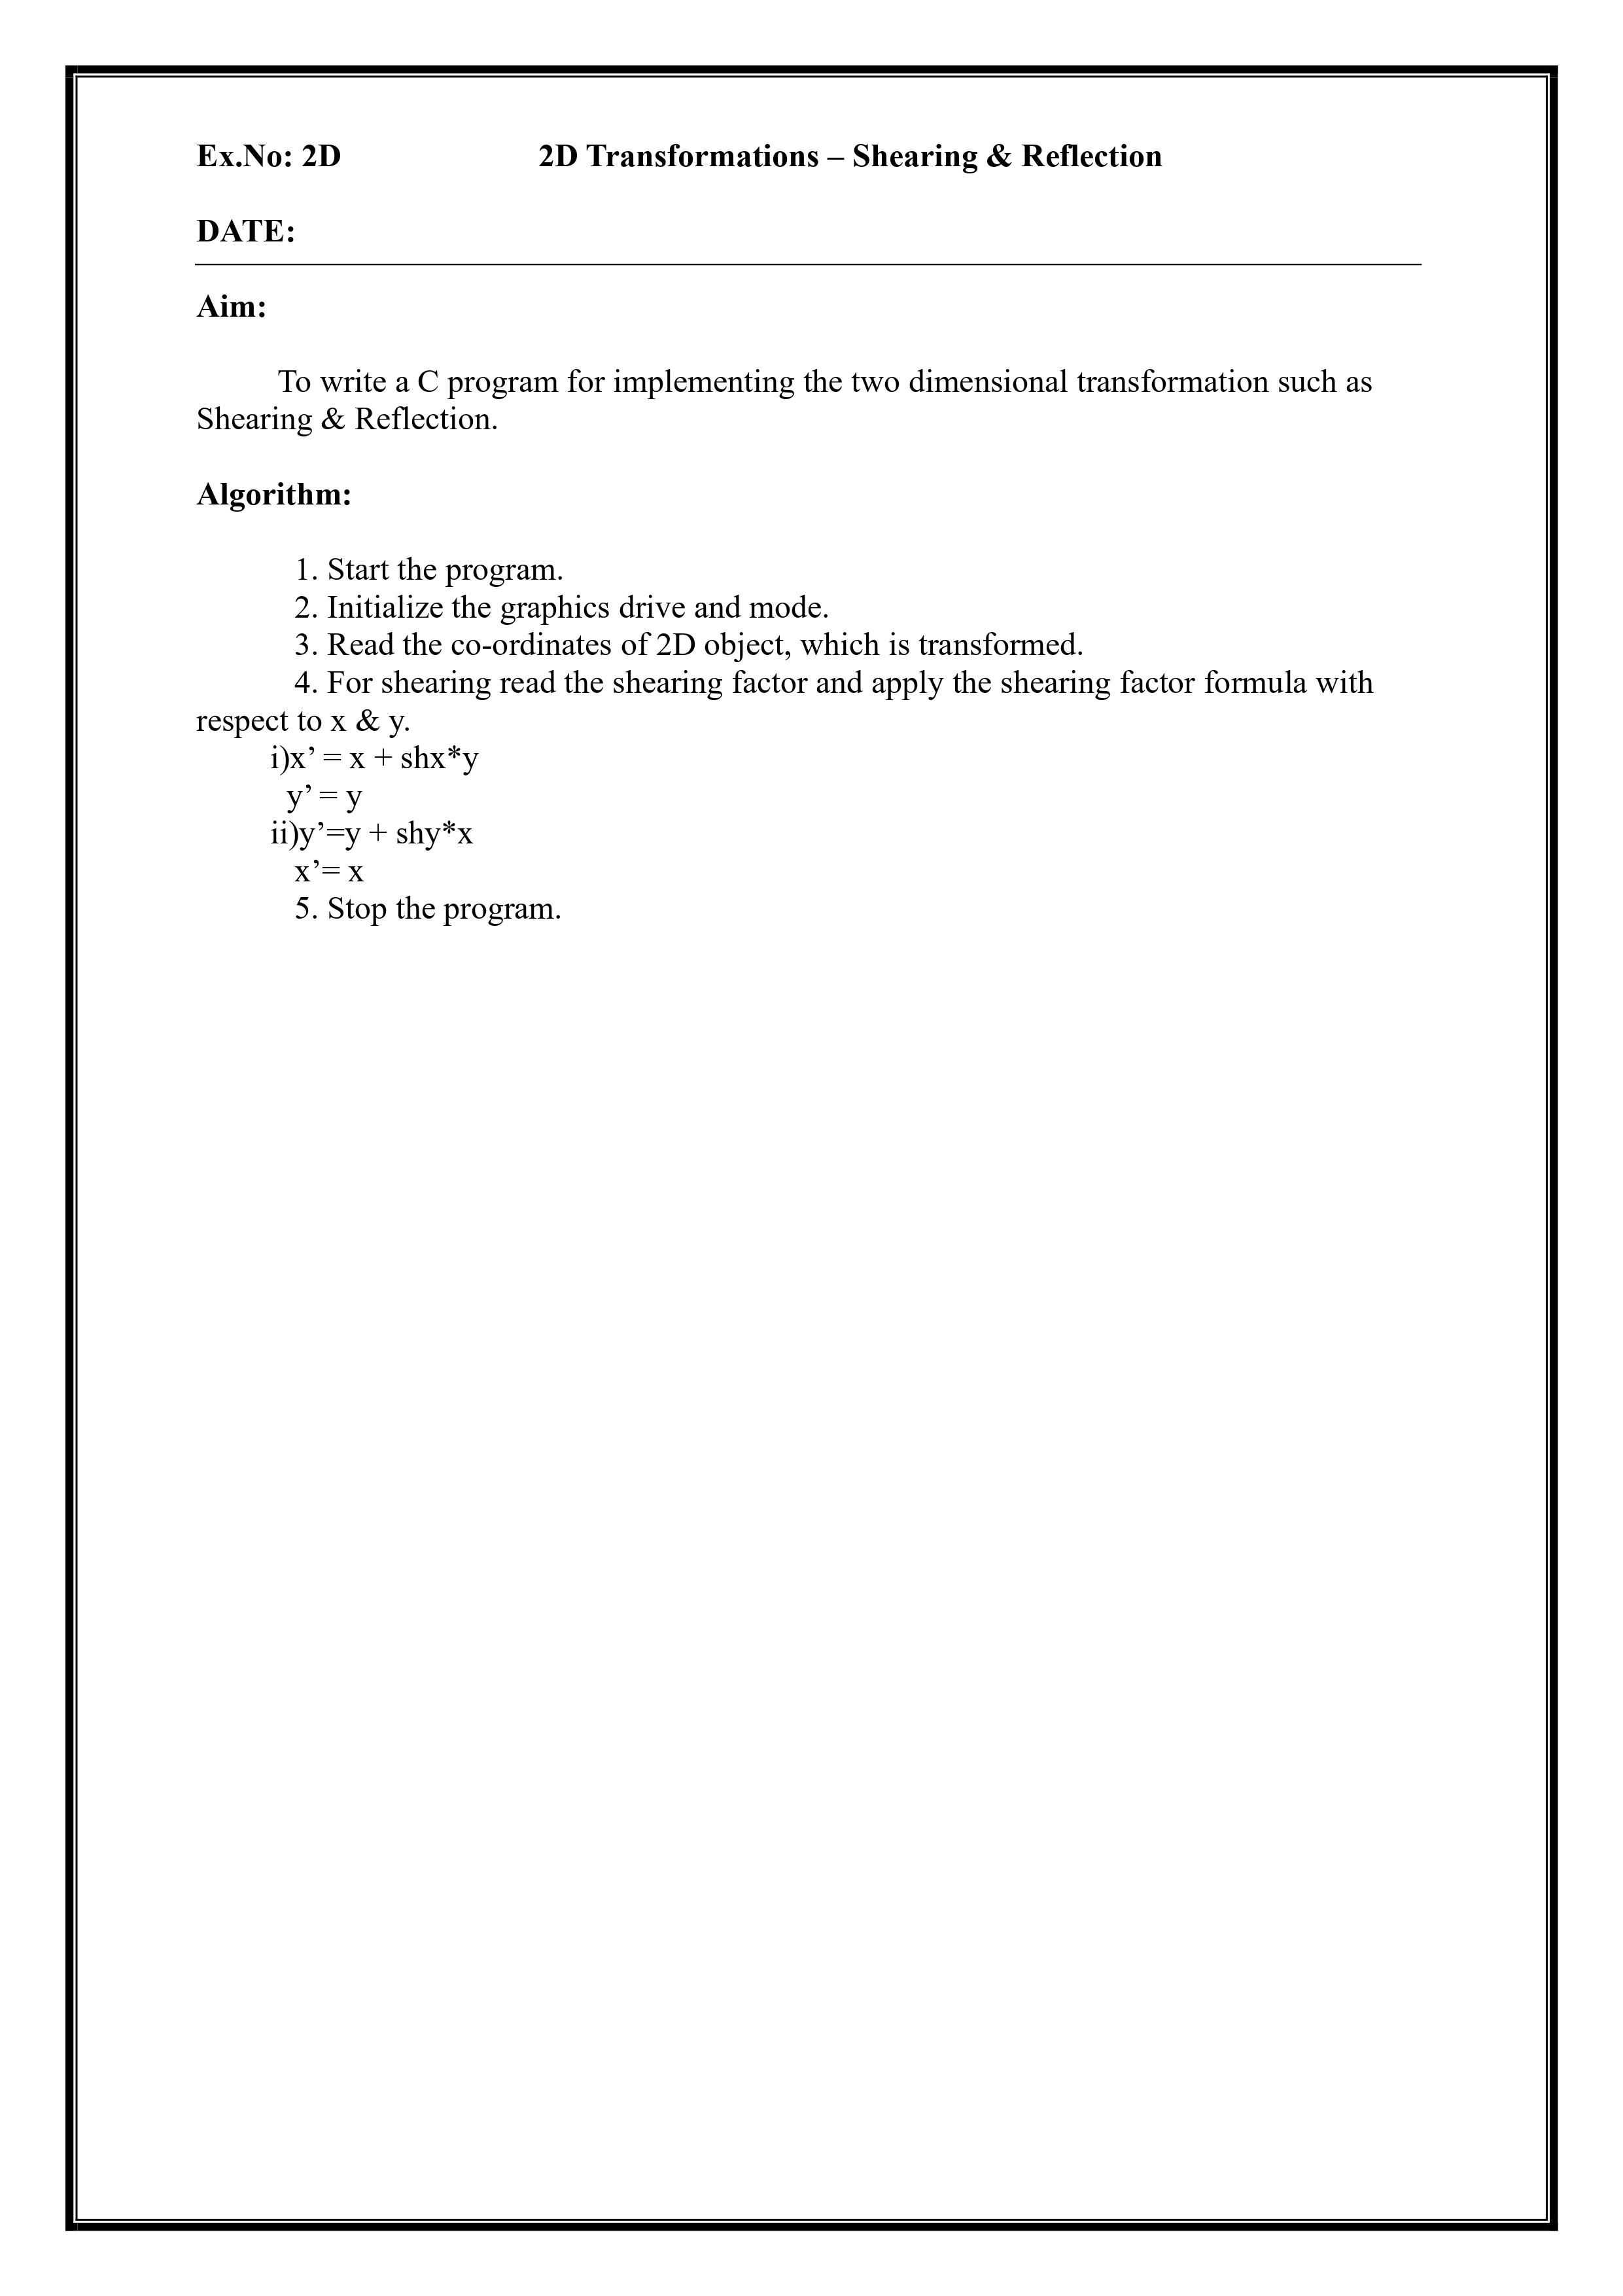 Ex.No: 2D 2D Transformations – Shearing & Reflection
DATE:
Aim:
To write a C program for implementing the two dimensional transformation such as
Shearing & Reflection.
Algorithm:
1. Start the program.
2. Initialize the graphics drive and mode.
3. Read the co-ordinates of 2D object, which is transformed.
4. For shearing read the shearing factor and apply the shearing factor formula with
respect to x & y.
i)x’ = x + shx*y
y’ = y
ii)y’=y + shy*x
x’= x
5. Stop the program.